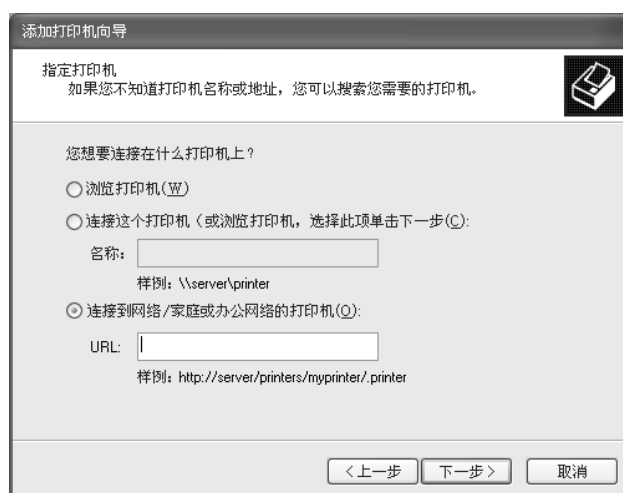 添加打印机向导
指定打印机
如果您不知道打印机名称或地址，您可以搜索您需要的打印机。
您想要连接在什么打印机上？
浏览打印机(W)
连接这个打印机（或浏览打印机，选择此项单击下一步(C):
名称：
样例：\\server\printer
连接到网络/家庭或办公网络的打印机(O):
URL:
样例：http://server/printers/myprinter/.printer
<上一步 下一步> 取消